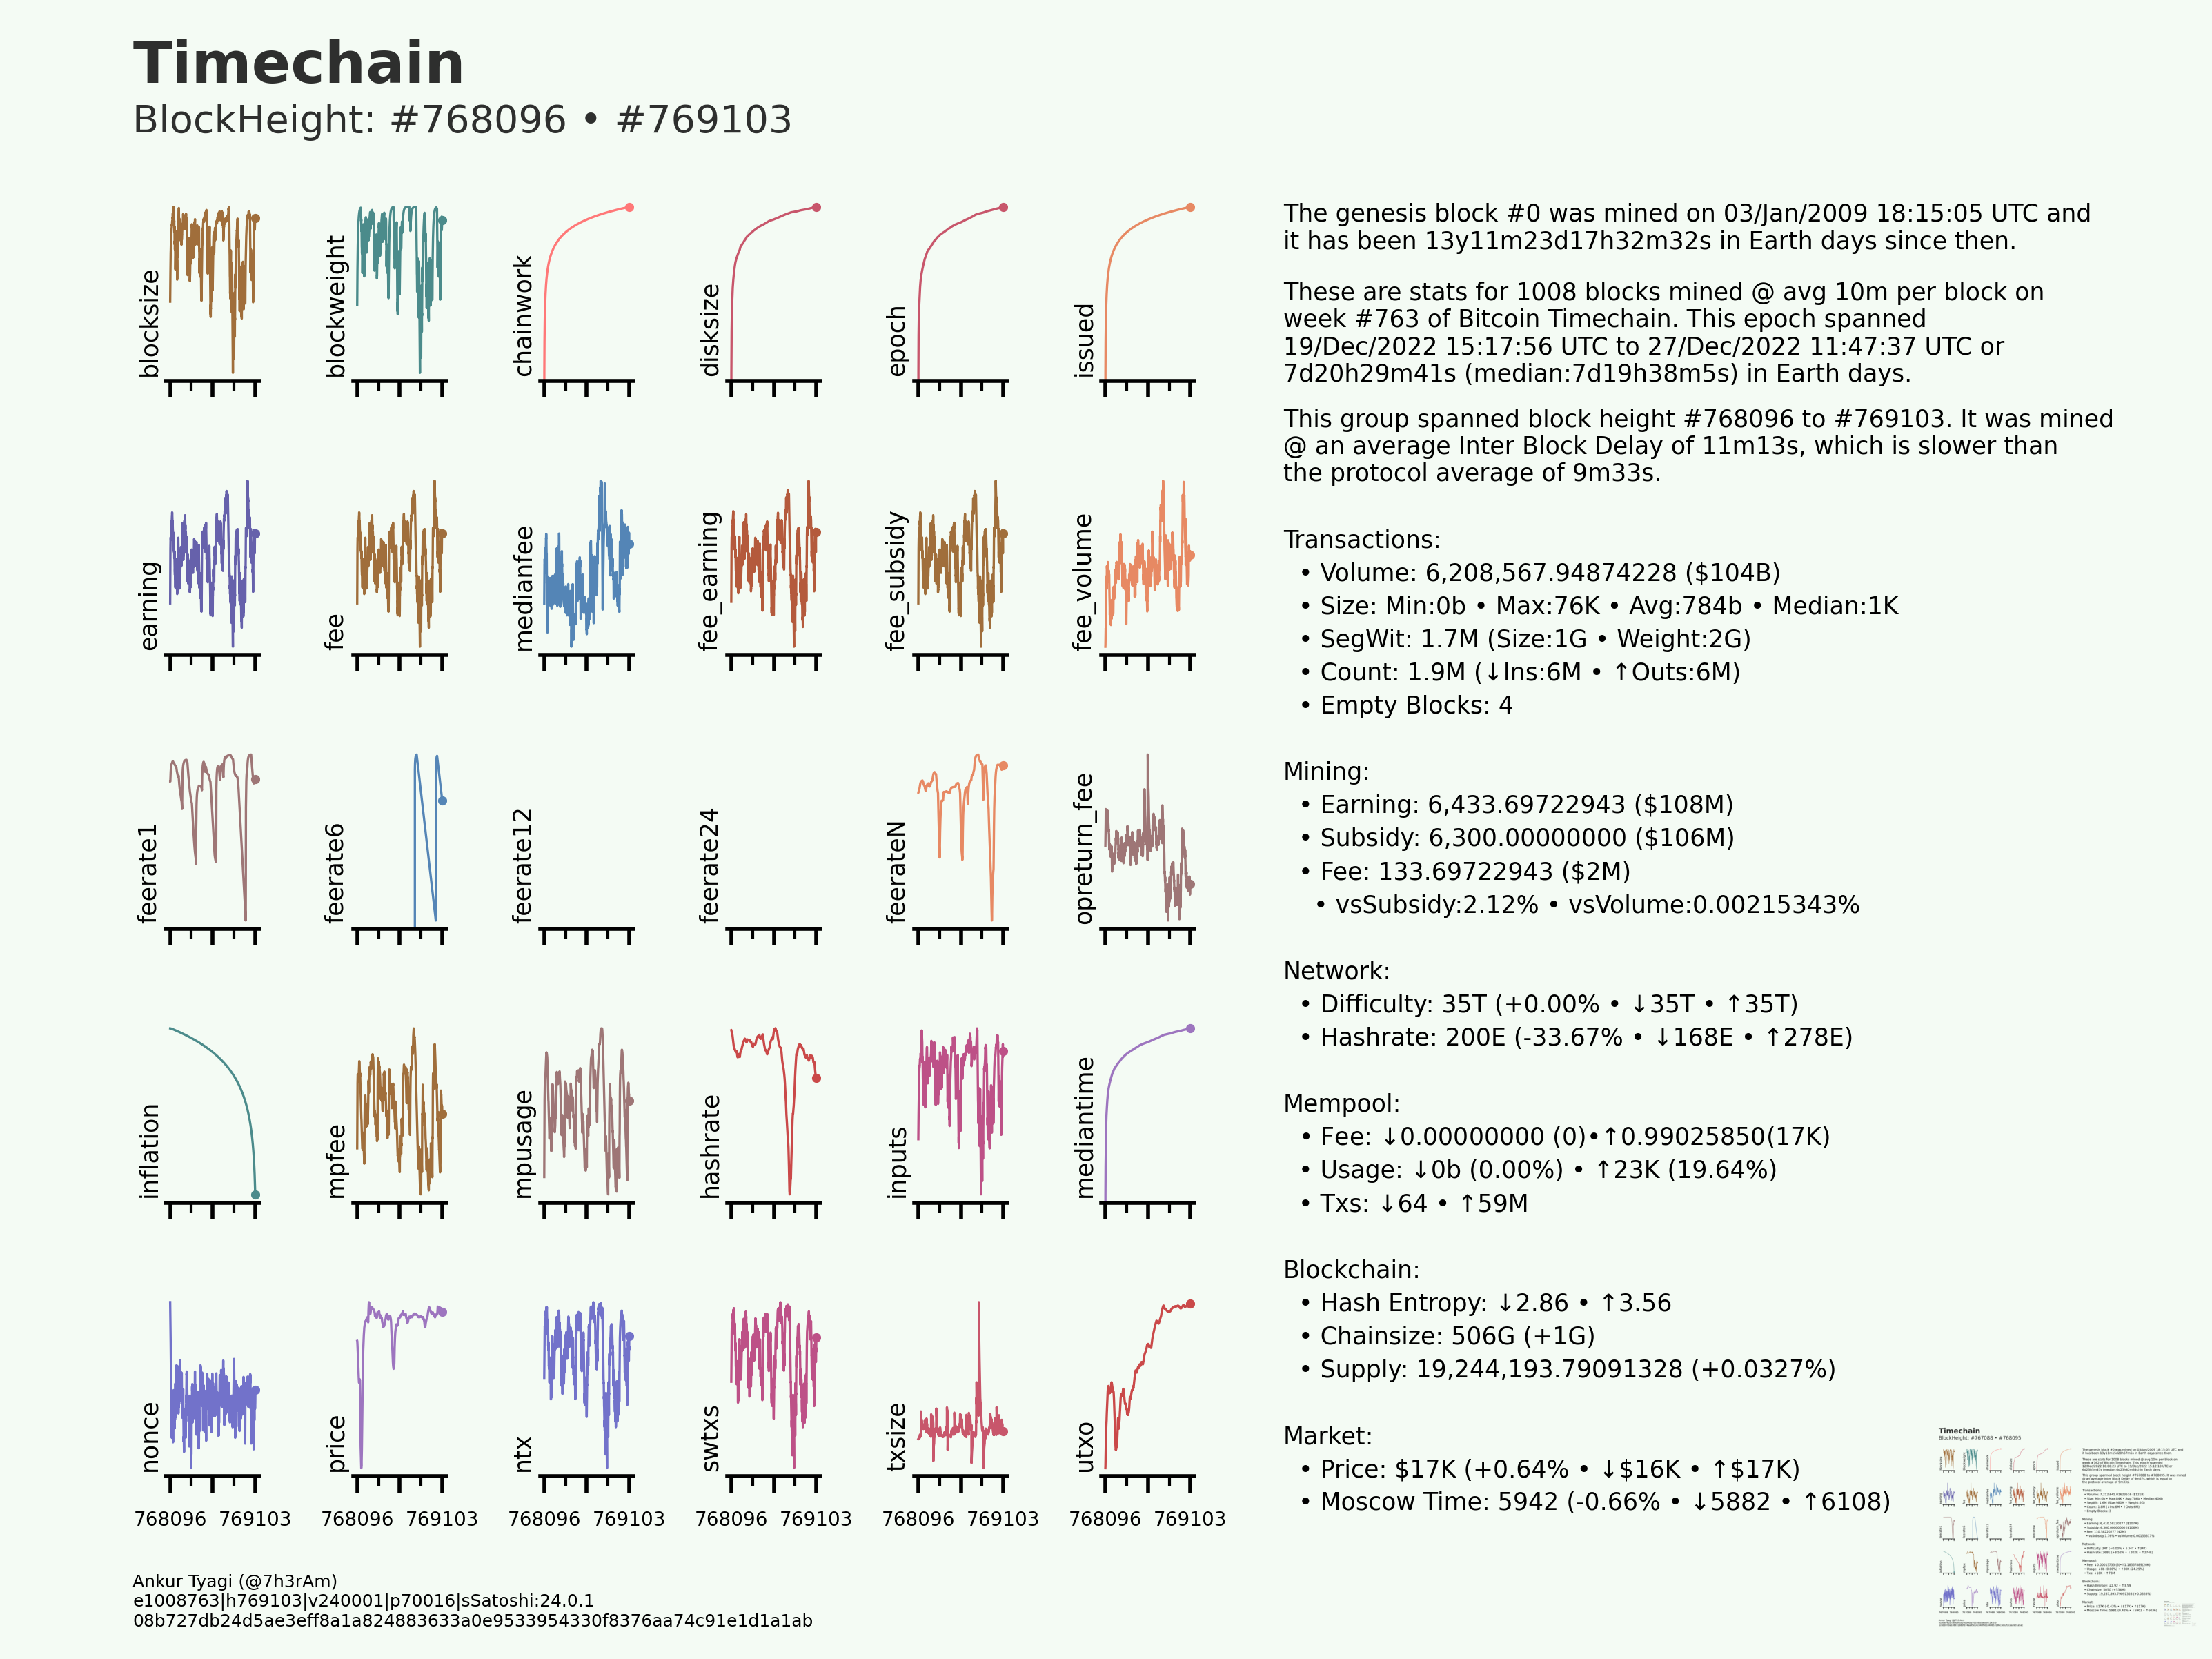 Timechain
BlockHeight: #768096 • #769103
blocksize
blockweight
chainwork
disksize
epoch
issued
earning
fee
medianfee
fee_earning
fee_subsidy
fee_volume
feerate1
feerate6
feerate12
feerate24
feerateN
opreturn_fee
inflation
mpfee
mpusage
hashrate
inputs
mediantime
nonce
price
ntx
swtxs
txsize
utxo
768096 769103
768096 769103
768096 769103
768096 769103
768096 769103
768096 769103
The genesis block #0 was mined on 03/Jan/2009 18:15:05 UTC and
it has been 13y11m23d17h32m32s in Earth days since then.
These are stats for 1008 blocks mined @ avg 10m per block on
week #763 of Bitcoin Timechain. This epoch spanned
19/Dec/2022 15:17:56 UTC to 27/Dec/2022 11:47:37 UTC or
7d20h29m41s (median:7d19h38m5s) in Earth days.
This group spanned block height #768096 to #769103. It was mined
@ an average Inter Block Delay of 11m13s, which is slower than
the protocol average of 9m33s.
Transactions:
• Volume: 6,208,567.94874228 ($104B)
• Size: Min:0b • Max:76K • Avg:784b • Median:1K
• SegWit: 1.7M (Size:1G • Weight:2G)
• Count: 1.9M (↓Ins:6M • ↑Outs:6M)
• Empty Blocks: 4
Mining:
• Earning: 6,433.69722943 ($108M)
• Subsidy: 6,300.00000000 ($106M)
• Fee: 133.69722943 ($2M)
• vsSubsidy:2.12% • vsVolume:0.00215343%
Network:
• Difficulty: 35T (+0.00% • ↓35T • ↑35T)
• Hashrate: 200E (-33.67% • ↓168E • ↑278E)
Mempool:
• Fee: ↓0.00000000 (0)•↑0.99025850(17K)
• Usage: ↓0b (0.00%) • ↑23K (19.64%)
• Txs: ↓64 • ↑59M
Blockchain:
• Hash Entropy: ↓2.86 • ↑3.56
• Chainsize: 506G (+1G)
• Supply: 19,244,193.79091328 (+0.0327%)
Market:
• Price: $17K (+0.64% • ↓$16K • ↑$17K)
• Moscow Time: 5942 (-0.66% • ↓5882 • ↑6108)
Ankur Tyagi (@7h3rAm)
e1008763|h769103|v240001|p70016|sSatoshi:24.0.1
08b727db24d5ae3eff8a1a824883633a0e9533954330f8376aa74c91e1d1a1ab
Timechain
BlockHeight: #767088 • #768095